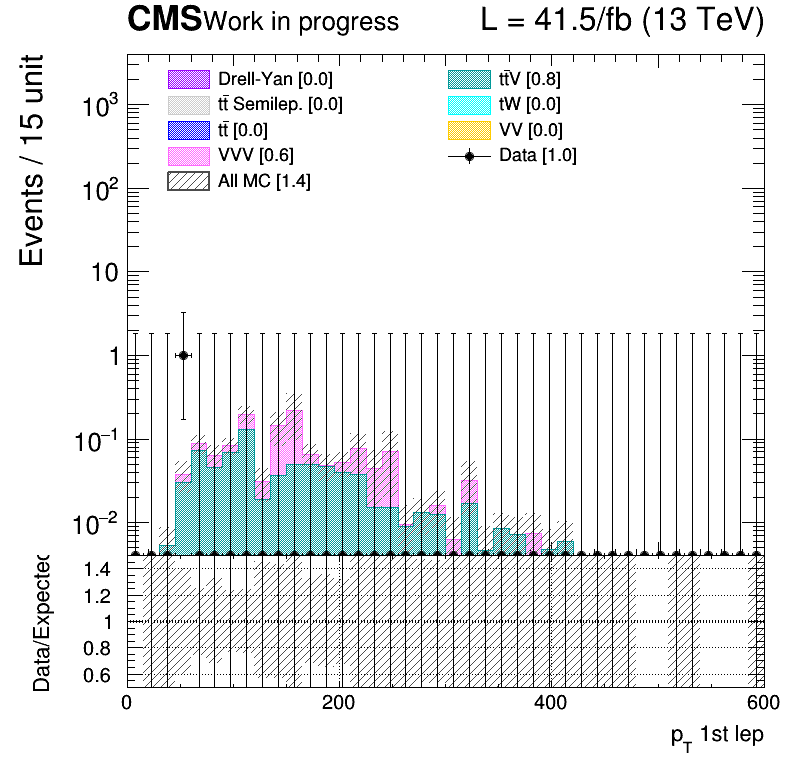 CMS Work in progress L = 41.5/fb (13 TeV)
Events / 15 unit
Drell-Yan [0.0]
tt̄ Semilep. [0.0]
tt̄ [0.0]
VVV [0.6]
All MC [1.4]
tt̄V [0.8]
tW [0.0]
VV [0.0]
Data [1.0]
10³
10²
10
1
10⁻¹
10⁻²
Data/Expected
1.4
1.2
1
0.8
0.6
0 200 400 600
p_T 1st lep